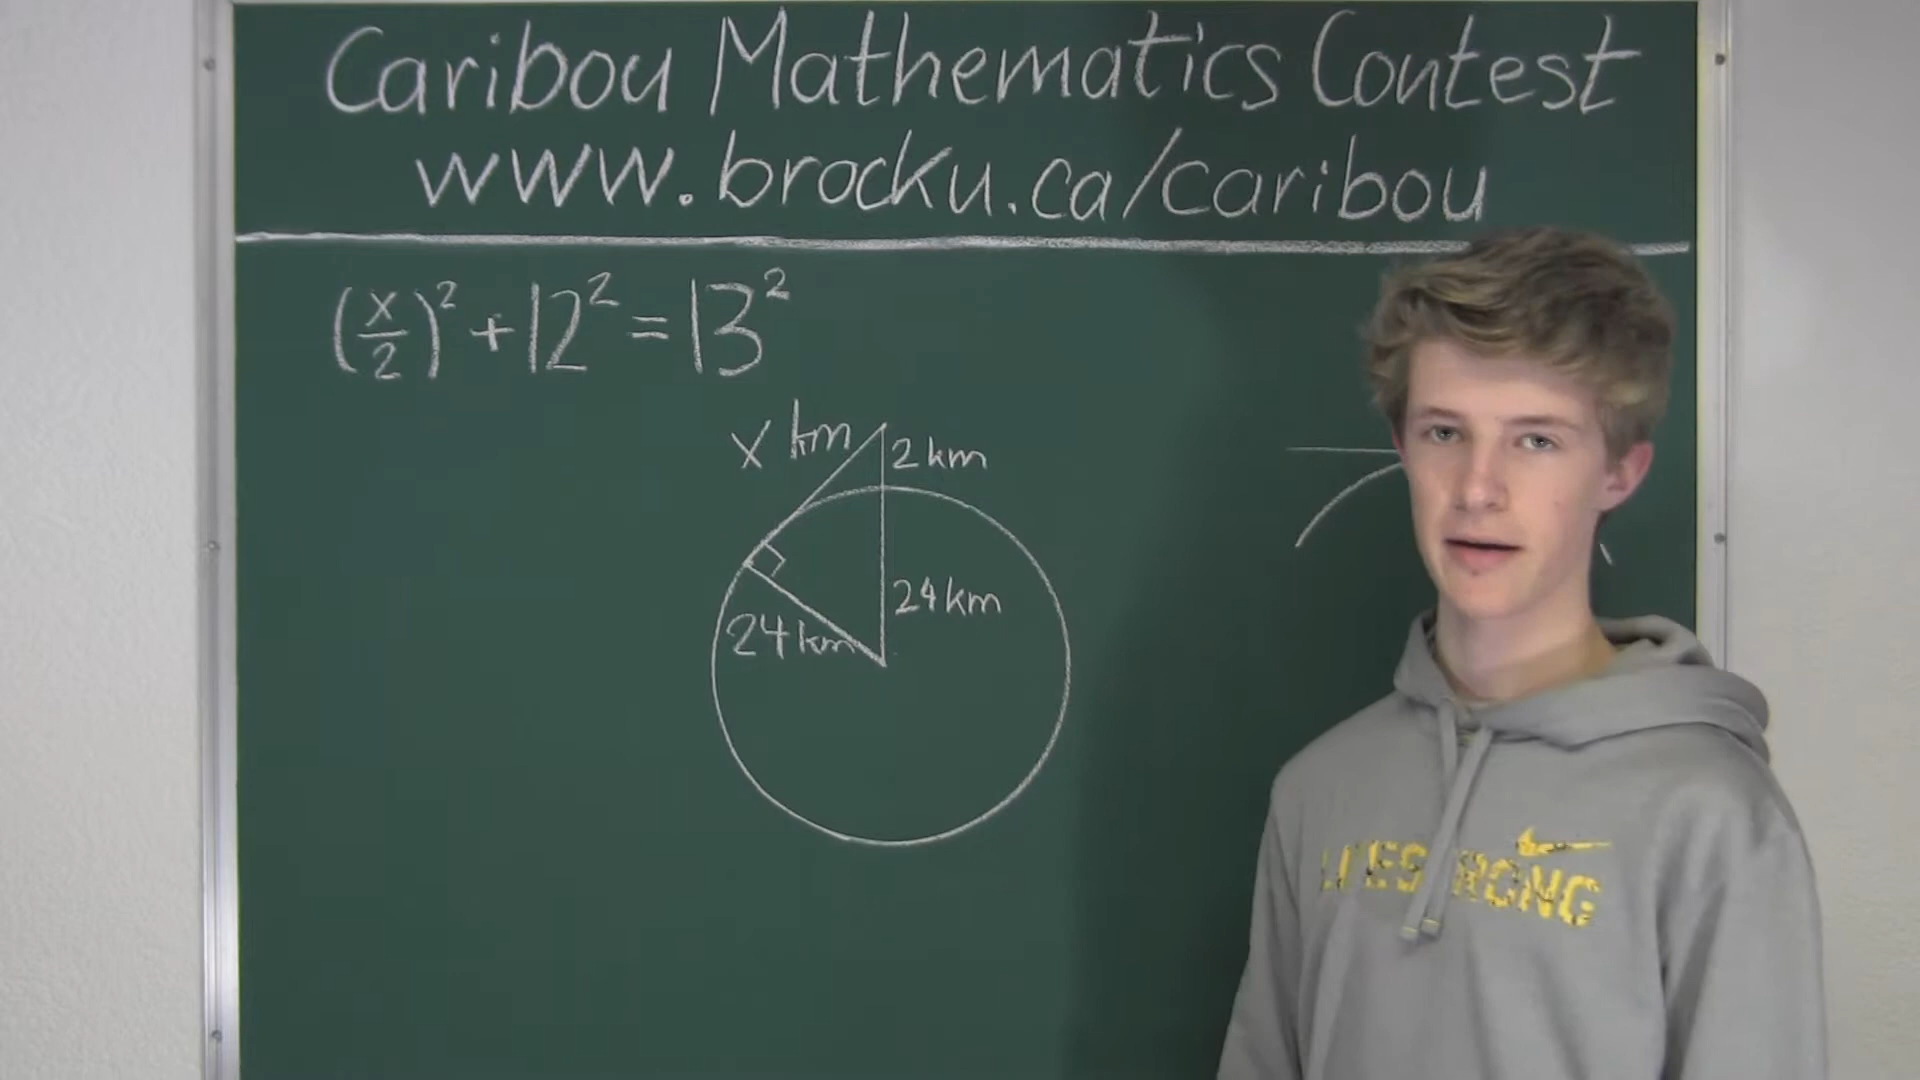 Caribou Mathematics Contest
www.brocku.ca/caribou
(x/2)² + 12² = 13²
x km
2 km
24 km
24 km